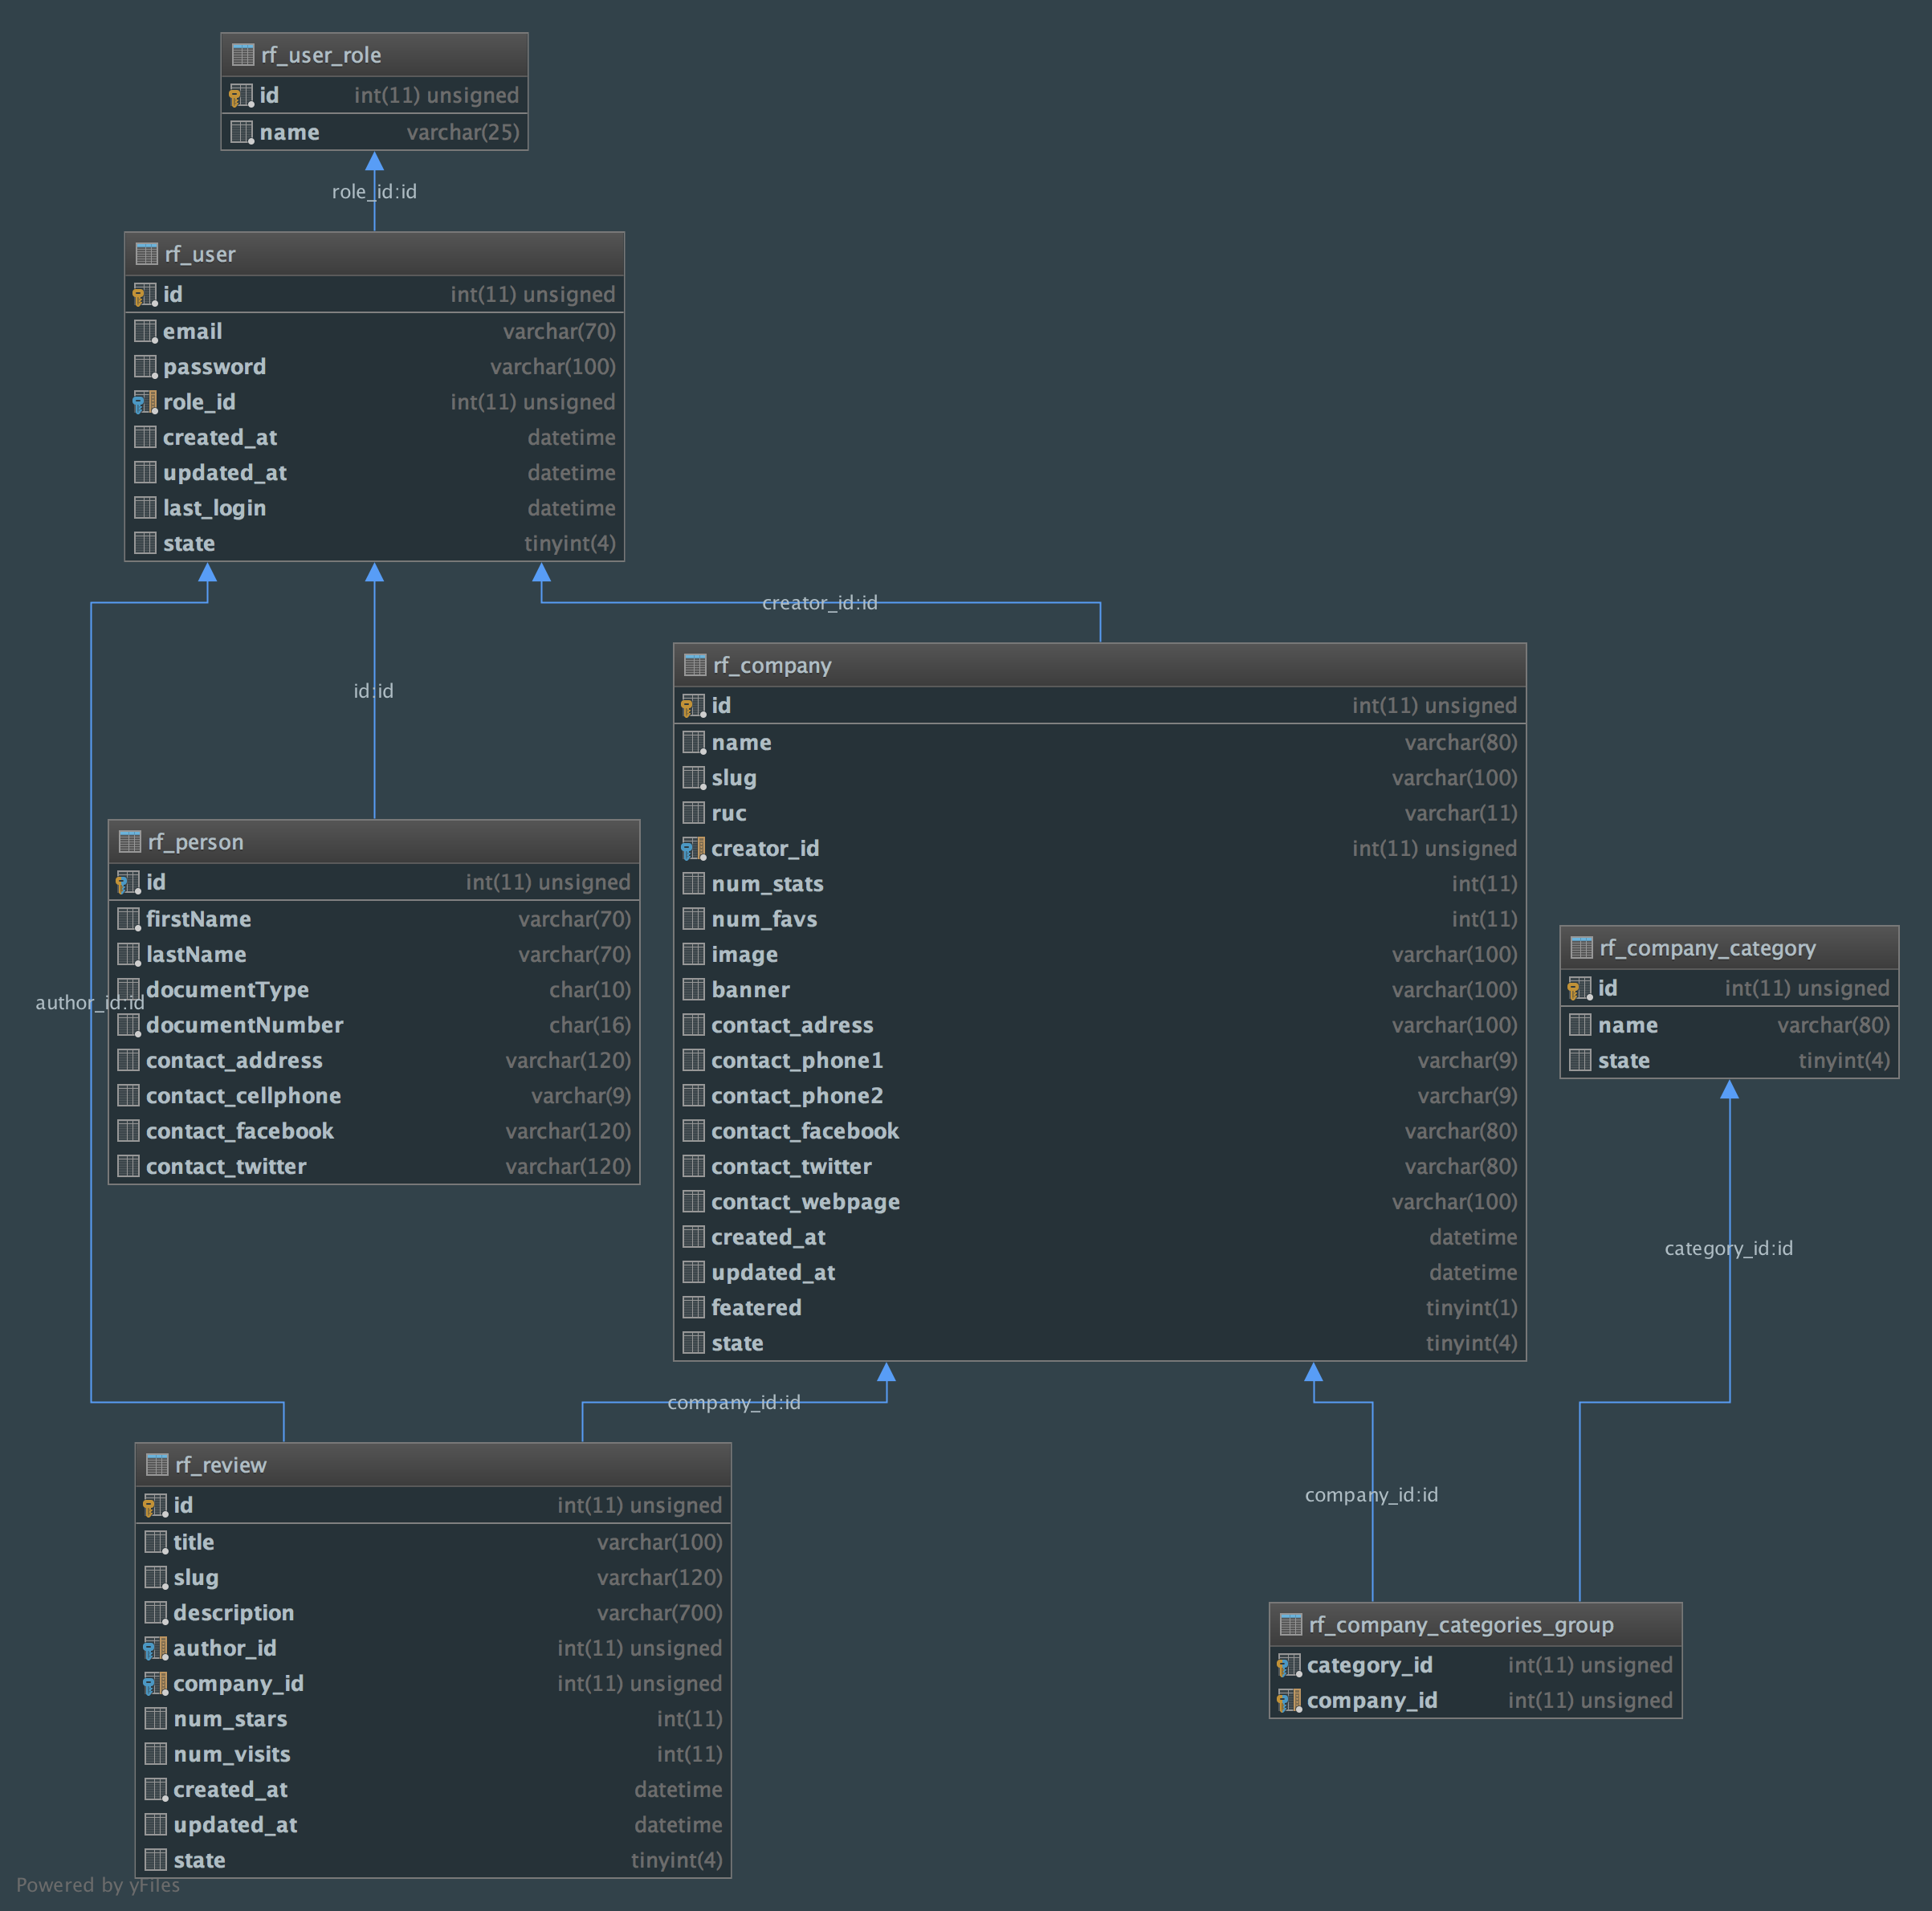 rf_user_role
id int(11) unsigned
name varchar(25)
role_id:id
rf_user
id int(11) unsigned
email varchar(70)
password varchar(100)
role_id int(11) unsigned
created_at datetime
updated_at datetime
last_login datetime
state tinyint(4)
creator_id:id
id:id
author_id:id
rf_person
id int(11) unsigned
firstName varchar(70)
lastName varchar(70)
documentType char(10)
documentNumber char(16)
contact_address varchar(120)
contact_cellphone varchar(9)
contact_facebook varchar(120)
contact_twitter varchar(120)
rf_company
id int(11) unsigned
name varchar(80)
slug varchar(100)
ruc varchar(11)
creator_id int(11) unsigned
num_stats int(11)
num_favs int(11)
image varchar(100)
banner varchar(100)
contact_adress varchar(100)
contact_phone1 varchar(9)
contact_phone2 varchar(9)
contact_facebook varchar(80)
contact_twitter varchar(80)
contact_webpage varchar(100)
created_at datetime
updated_at datetime
featered tinyint(1)
state tinyint(4)
rf_company_category
id int(11) unsigned
name varchar(80)
state tinyint(4)
category_id:id
company_id:id
company_id:id
rf_review
id int(11) unsigned
title varchar(100)
slug varchar(120)
description varchar(700)
author_id int(11) unsigned
company_id int(11) unsigned
num_stars int(11)
num_visits int(11)
created_at datetime
updated_at datetime
state tinyint(4)
rf_company_categories_group
category_id int(11) unsigned
company_id int(11) unsigned
Powered by yFiles